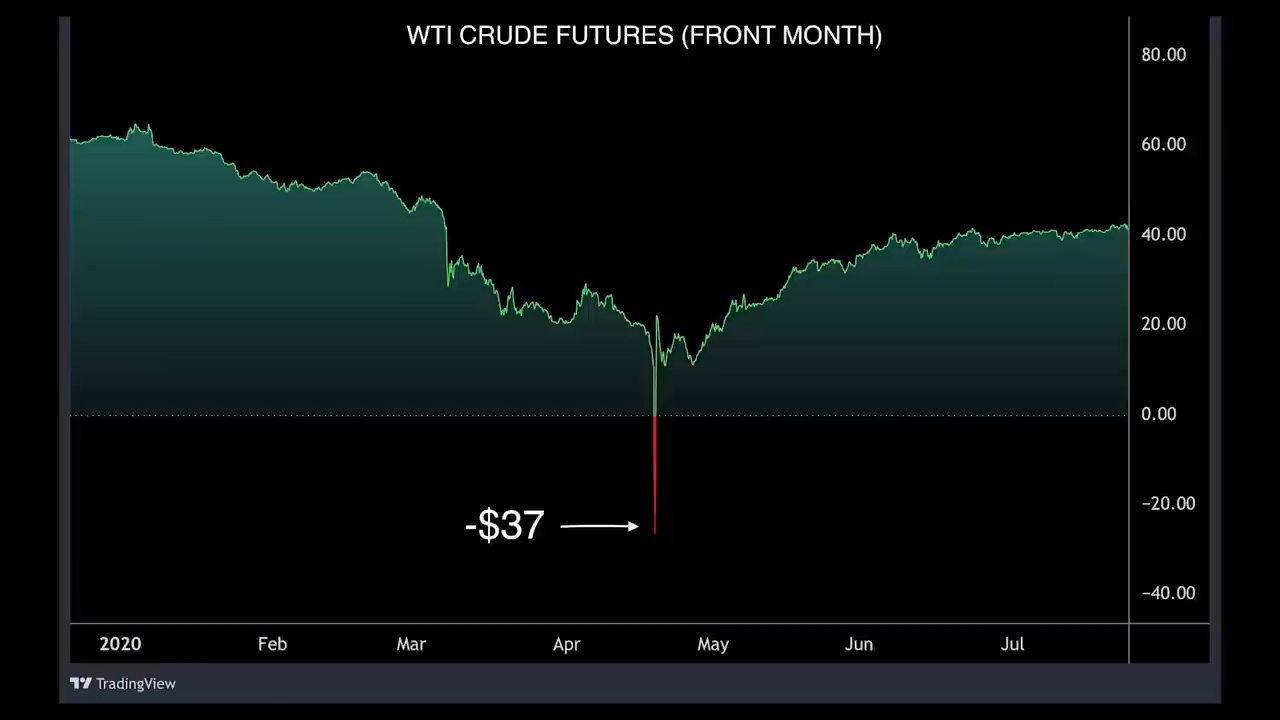 WTI CRUDE FUTURES (FRONT MONTH)
80.00
60.00
40.00
20.00
0.00
−20.00
-$37
−40.00
2020 Feb Mar Apr May Jun Jul
TradingView